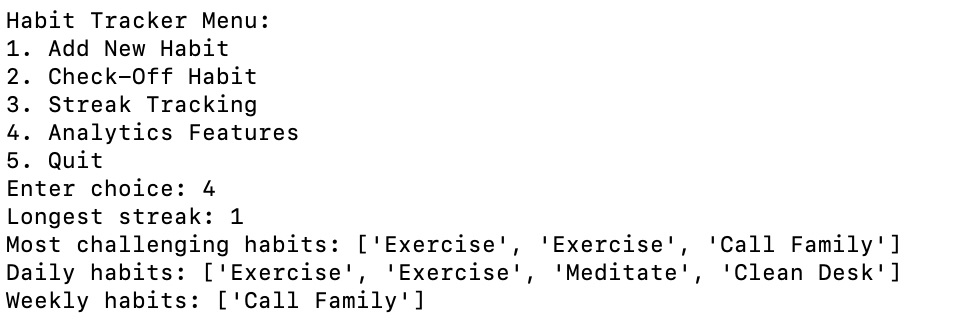 Habit Tracker Menu:
1. Add New Habit
2. Check-Off Habit
3. Streak Tracking
4. Analytics Features
5. Quit
Enter choice: 4
Longest streak: 1
Most challenging habits: ['Exercise', 'Exercise', 'Call Family']
Daily habits: ['Exercise', 'Exercise', 'Meditate', 'Clean Desk']
Weekly habits: ['Call Family']